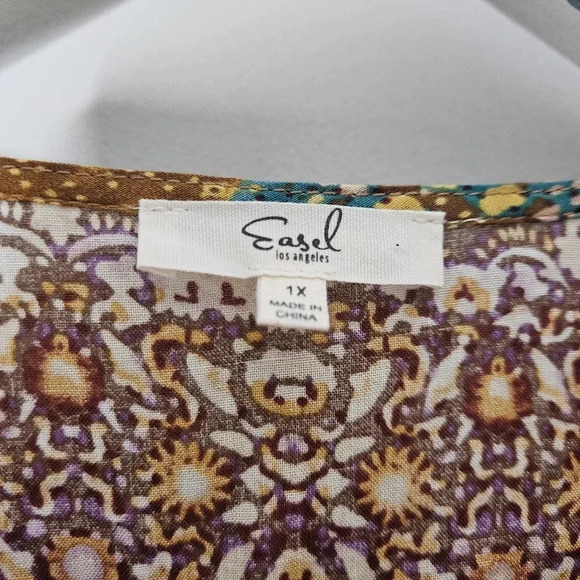 Easel
los angeles
1X
MADE IN
CHINA